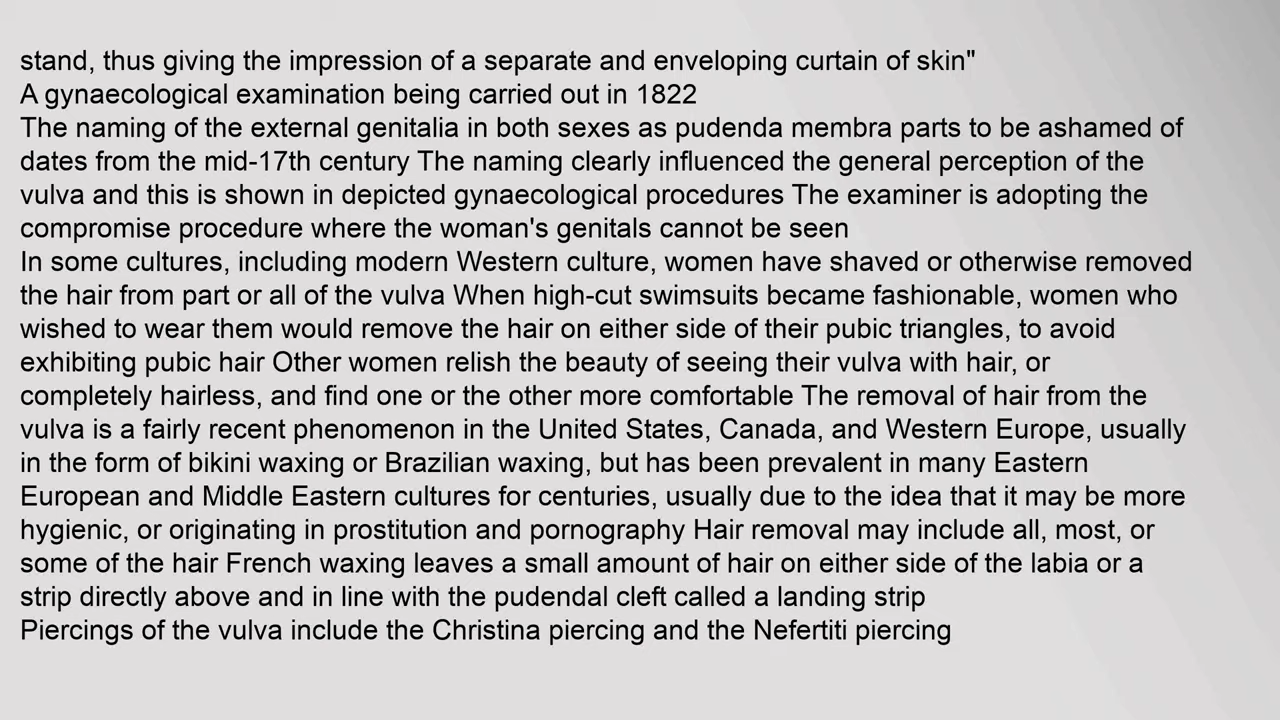 stand, thus giving the impression of a separate and enveloping curtain of skin"
A gynaecological examination being carried out in 1822
The naming of the external genitalia in both sexes as pudenda membra parts to be ashamed of
dates from the mid-17th century The naming clearly influenced the general perception of the
vulva and this is shown in depicted gynaecological procedures The examiner is adopting the
compromise procedure where the woman's genitals cannot be seen
In some cultures, including modern Western culture, women have shaved or otherwise removed
the hair from part or all of the vulva When high-cut swimsuits became fashionable, women who
wished to wear them would remove the hair on either side of their pubic triangles, to avoid
exhibiting pubic hair Other women relish the beauty of seeing their vulva with hair, or
completely hairless, and find one or the other more comfortable The removal of hair from the
vulva is a fairly recent phenomenon in the United States, Canada, and Western Europe, usually
in the form of bikini waxing or Brazilian waxing, but has been prevalent in many Eastern
European and Middle Eastern cultures for centuries, usually due to the idea that it may be more
hygienic, or originating in prostitution and pornography Hair removal may include all, most, or
some of the hair French waxing leaves a small amount of hair on either side of the labia or a
strip directly above and in line with the pudendal cleft called a landing strip
Piercings of the vulva include the Christina piercing and the Nefertiti piercing